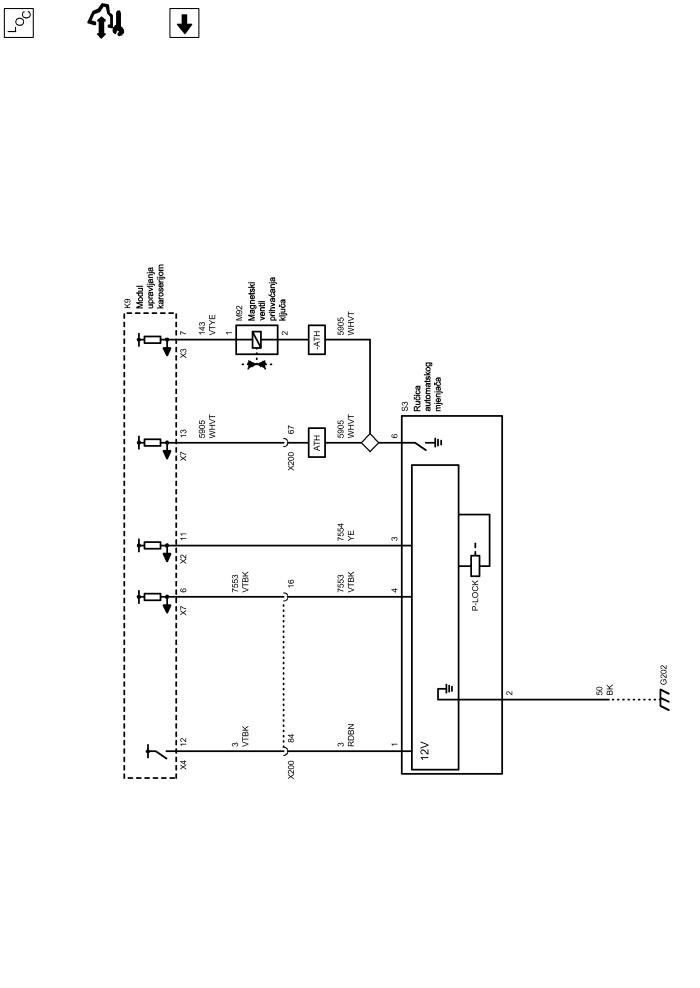 LOC
K9
Modul
upravljanja
karoserijom
X4
12
3
VTBK
X200
84
3
RDBN
1
12V
X7
6
7553
VTBK
16
7553
VTBK
4
X2
11
7554
YE
3
X7
13
5905
WHVT
X200
67
ATH
5905
WHVT
6
X3
7
143
VTYE
1
M92
Magnetski
ventil
prihvaćanja
ključa
2
-ATH
5905
WHVT
S3
Ručica
automatskog
mjenjača
P-LOCK
2
50
BK
G202